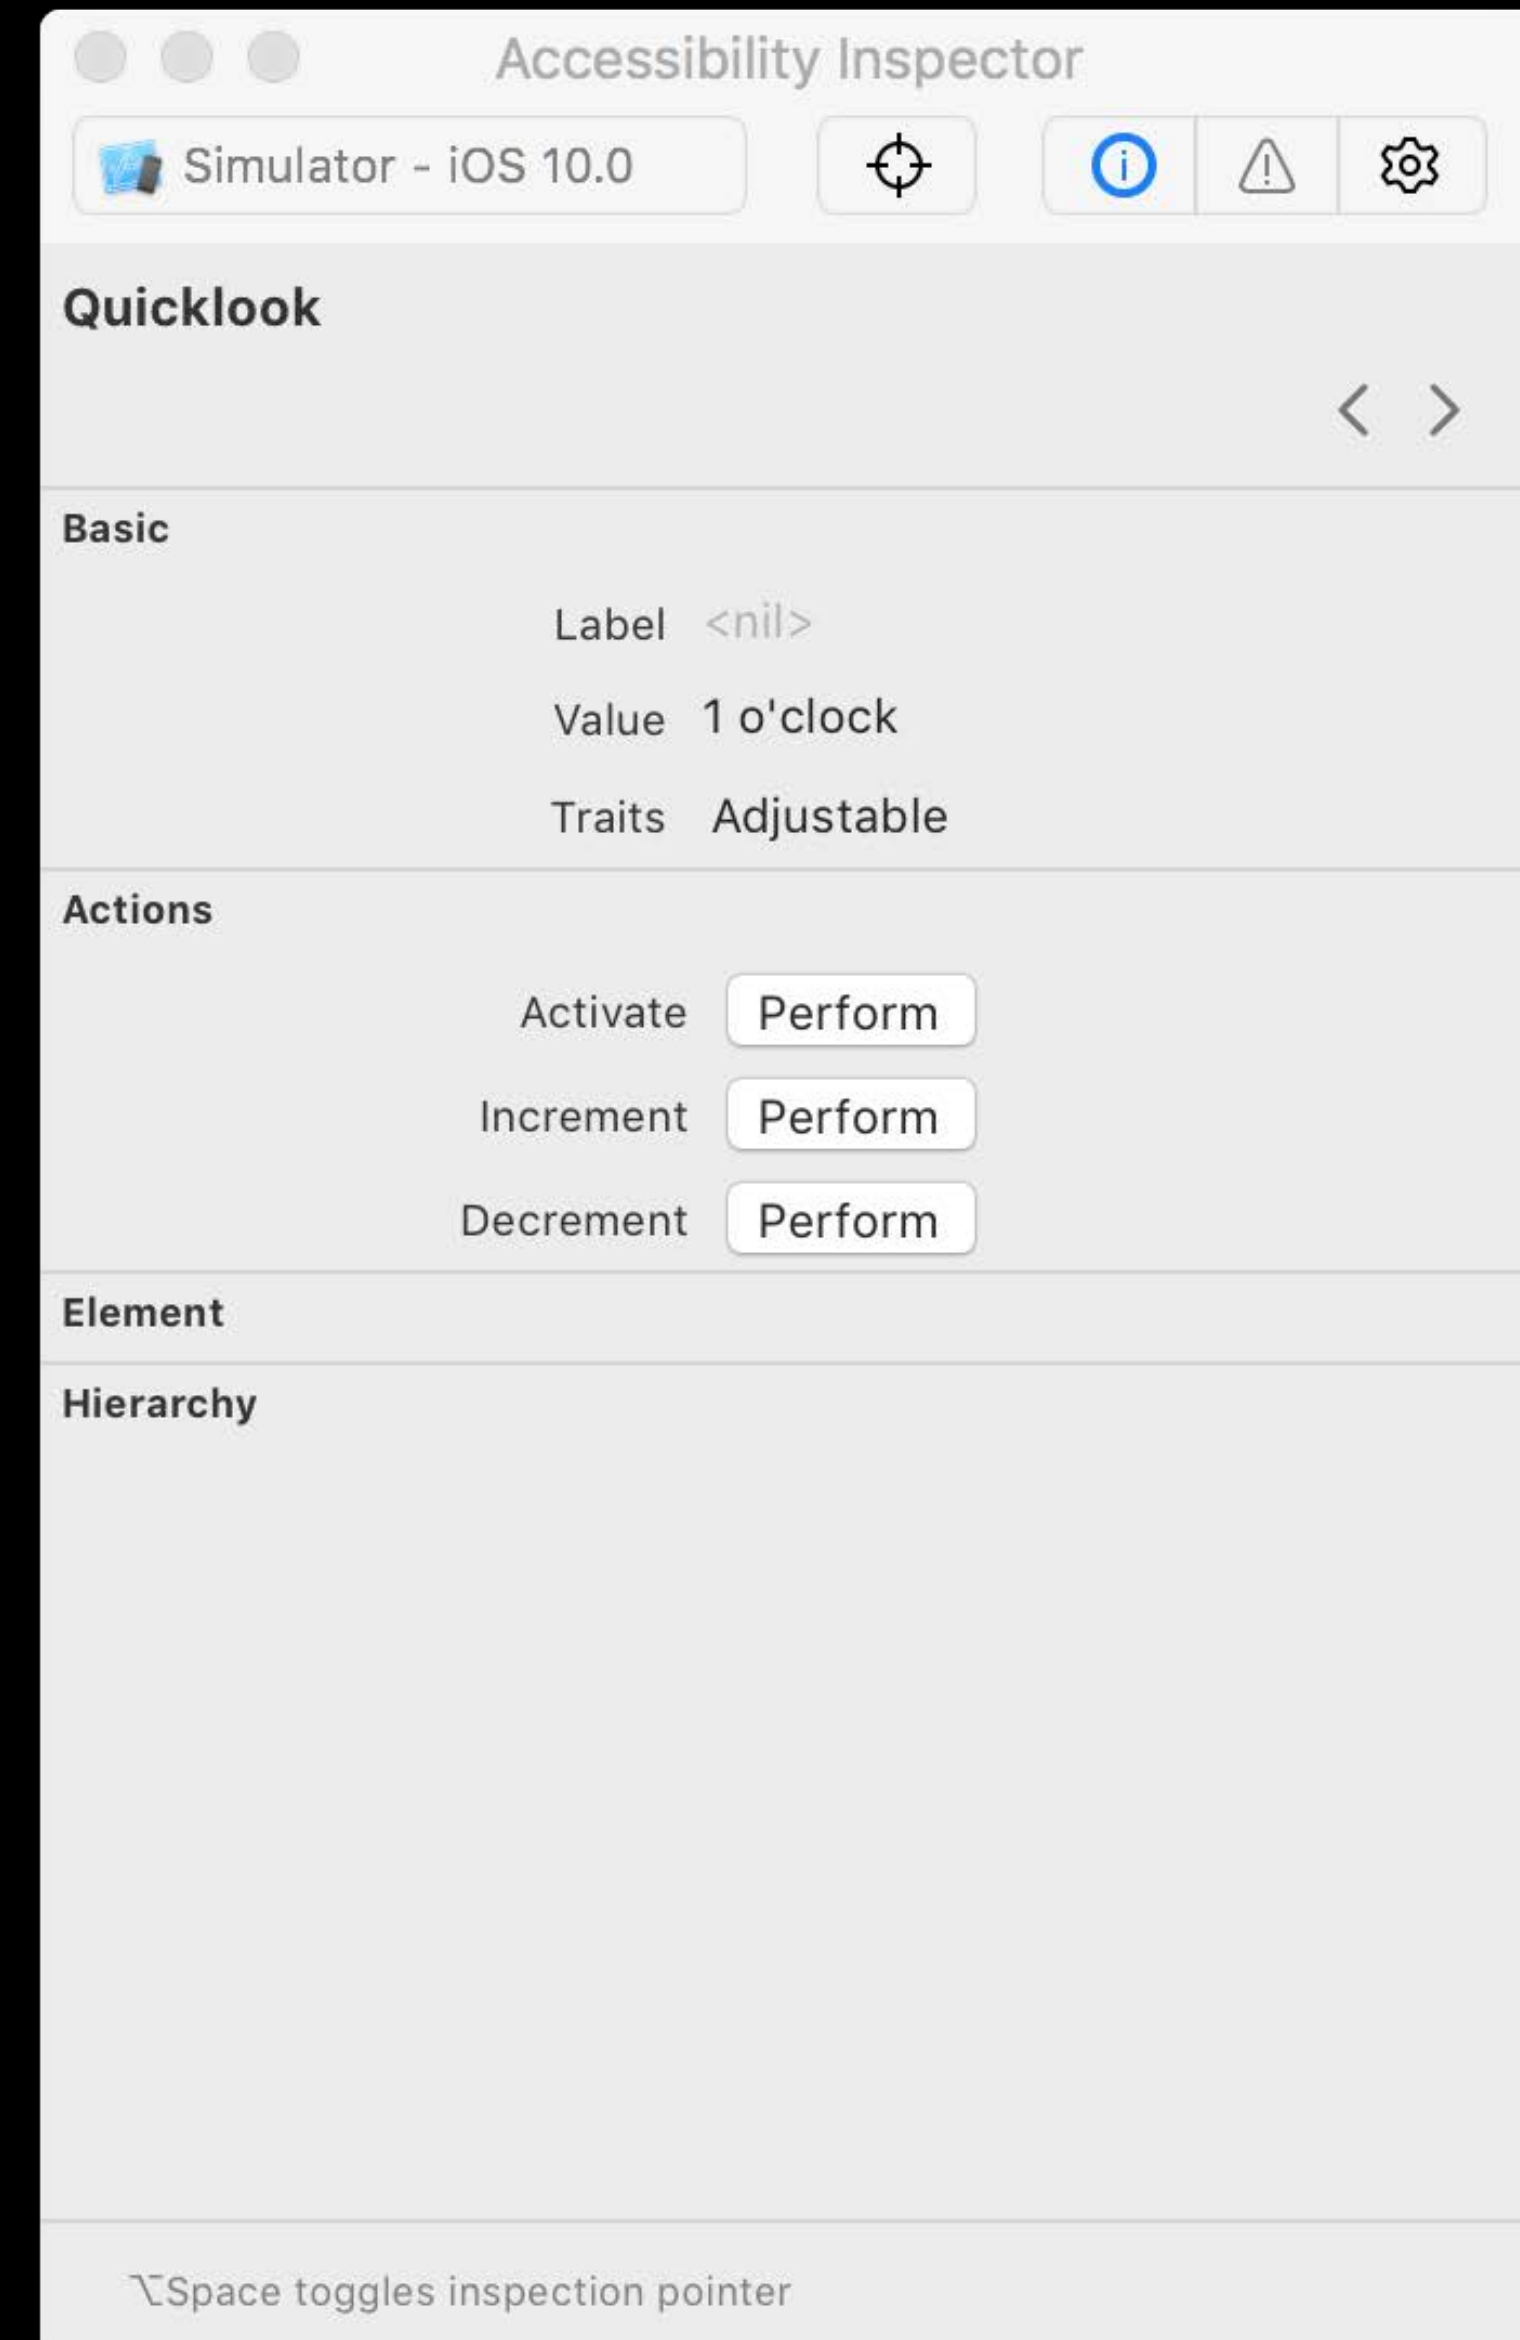 Accessibility Inspector
Simulator - iOS 10.0
Quicklook
Basic
Label <nil>
Value 1 o'clock
Traits Adjustable
Actions
Activate Perform
Increment Perform
Decrement Perform
Element
Hierarchy
⌥Space toggles inspection pointer